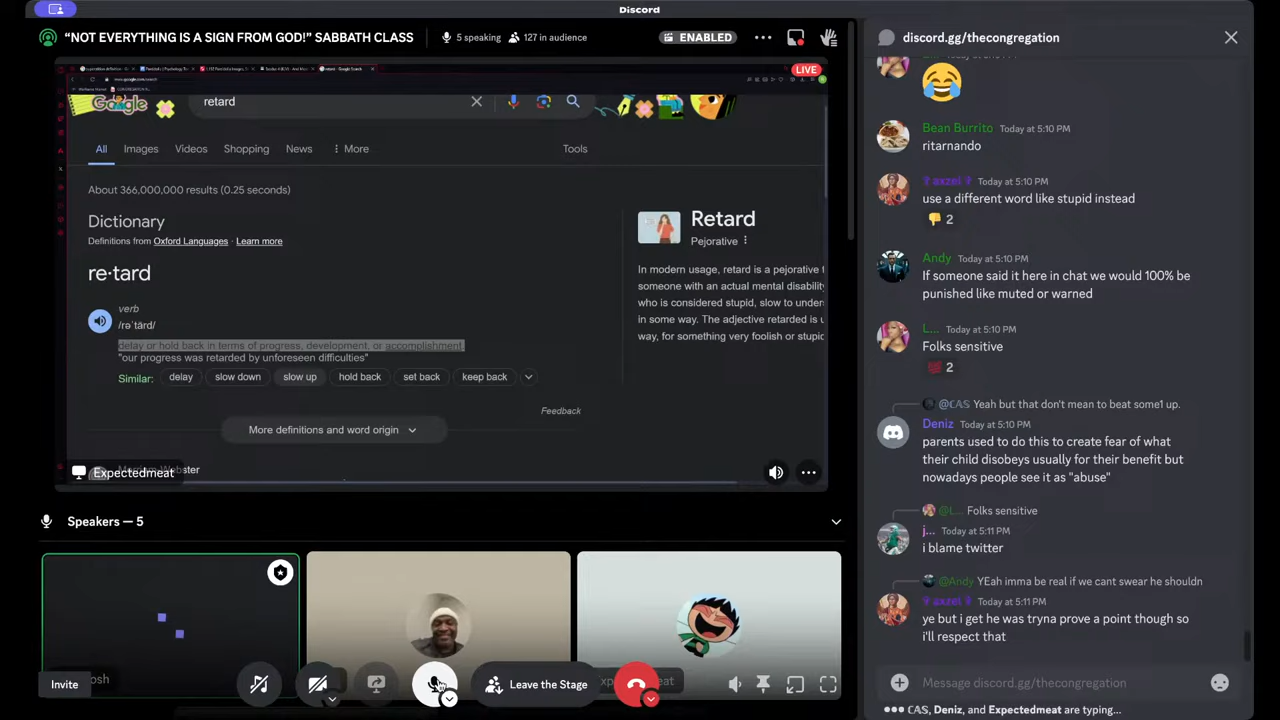 Discord
“NOT EVERYTHING IS A SIGN FROM GOD!” SABBATH CLASS
5 speaking
127 in audience
ENABLED
LIVE
Google
retard
All
Images
Videos
Shopping
News
More
Tools
About 366,000,000 results (0.25 seconds)
Dictionary
Definitions from Oxford Languages · Learn more
re·tard
verb
/rəˈtärd/
delay or hold back in terms of progress, development, or accomplishment.
"our progress was retarded by unforeseen difficulties"
Similar:
delay
slow down
slow up
hold back
set back
keep back
Feedback
More definitions and word origin
Retard
Pejorative
In modern usage, retard is a pejorative
someone with an actual mental disability
who is considered stupid, slow to
in some way. The adjective retarded is
way, for something very foolish or
Expectedmeat
Speakers — 5
Invite
Leave the Stage
discord.gg/thecongregation
Bean Burrito Today at 5:10 PM
ritarnando
axzel Today at 5:10 PM
use a different word like stupid instead
2
Andy Today at 5:10 PM
If someone said it here in chat we would 100% be
punished like muted or warned
L... Today at 5:10 PM
Folks sensitive
2
@CAS Yeah but that don't mean to beat some1 up.
Deniz Today at 5:10 PM
parents used to do this to create fear of what
their child disobeys usually for their benefit but
nowadays people see it as "abuse"
@L... Folks sensitive
j... Today at 5:11 PM
i blame twitter
@Andy YEah imma be real if we cant swear he shouldn
axzel Today at 5:11 PM
ye but i get he was tryna prove a point though so
i'll respect that
Message discord.gg/thecongregation
CAS, Deniz, and Expectedmeat are typing...